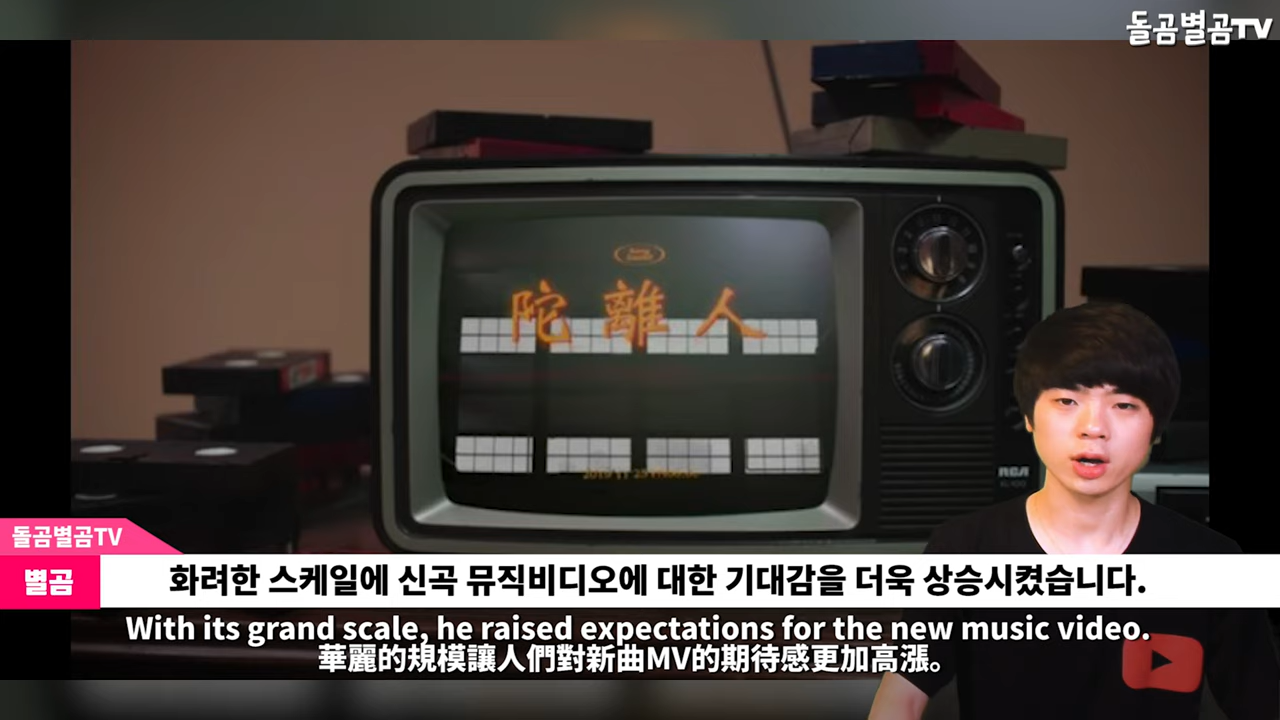 돌곰별곰TV
陀離人
RCA
돌곰별곰TV
별곰
화려한 스케일에 신곡 뮤직비디오에 대한 기대감을 더욱 상승시켰습니다.
With its grand scale, he raised expectations for the new music video.
華麗的規模讓人們對新曲MV的期待感更加高漲。